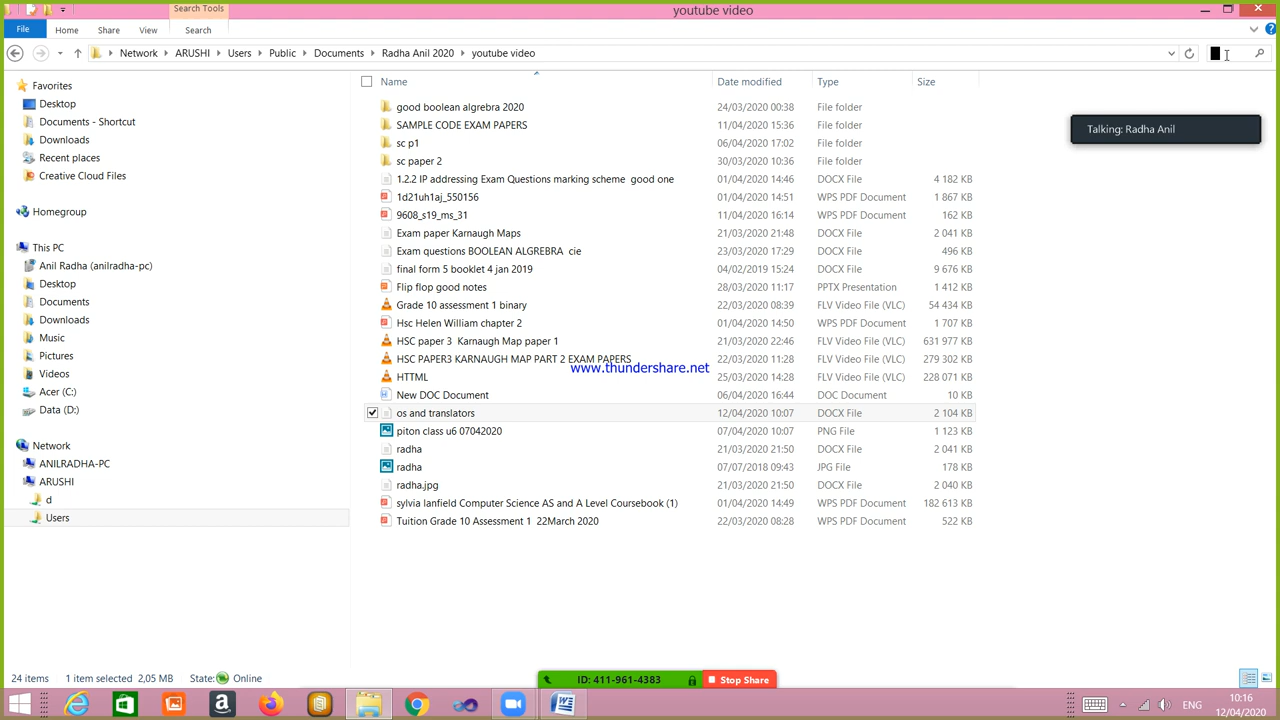 Search Tools
youtube video
File Home Share View Search
Network ARUSHI Users Public Documents Radha Anil 2020 youtube video
Name Date modified Type Size
Favorites
Desktop
Documents - Shortcut
Downloads
Recent places
Creative Cloud Files
Homegroup
This PC
Anil Radha (anilradha-pc)
Desktop
Documents
Downloads
Music
Pictures
Videos
Acer (C:)
Data (D:)
Network
ANILRADHA-PC
ARUSHI
d
Users
good boolean algrebra 2020 24/03/2020 00:38 File folder
SAMPLE CODE EXAM PAPERS 11/04/2020 15:36 File folder
sc p1 06/04/2020 17:02 File folder
sc paper 2 30/03/2020 10:36 File folder
1.2.2 IP addressing Exam Questions marking scheme good one 01/04/2020 14:46 DOCX File 4 182 KB
1d21uh1aj_550156 01/04/2020 14:51 WPS PDF Document 1 867 KB
9608_s19_ms_31 11/04/2020 16:14 WPS PDF Document 162 KB
Exam paper Karnaugh Maps 21/03/2020 21:48 DOCX File 2 041 KB
Exam questions BOOLEAN ALGREBRA cie 23/03/2020 17:29 DOCX File 496 KB
final form 5 booklet 4 jan 2019 04/02/2019 15:24 DOCX File 9 676 KB
Flip flop good notes 28/03/2020 11:17 PPTX Presentation 1 412 KB
Grade 10 assessment 1 binary 22/03/2020 08:39 FLV Video File (VLC) 54 434 KB
Hsc Helen William chapter 2 01/04/2020 14:50 WPS PDF Document 1 707 KB
HSC paper 3 Karnaugh Map paper 1 21/03/2020 22:46 FLV Video File (VLC) 631 977 KB
HSC PAPER3 KARNAUGH MAP PART 2 EXAM PAPERS 22/03/2020 11:28 FLV Video File (VLC) 279 302 KB
www.thundershare.net
HTTML 25/03/2020 14:28 FLV Video File (VLC) 228 071 KB
New DOC Document 06/04/2020 16:44 DOC Document 10 KB
os and translators 12/04/2020 10:07 DOCX File 2 104 KB
piton class u6 07042020 07/04/2020 10:07 PNG File 1 123 KB
radha 21/03/2020 21:50 DOCX File 2 041 KB
radha 07/07/2018 09:43 JPG File 178 KB
radha.jpg 21/03/2020 21:50 DOCX File 2 040 KB
sylvia lanfield Computer Science AS and A Level Coursebook (1) 01/04/2020 14:49 WPS PDF Document 182 613 KB
Tuition Grade 10 Assessment 1 22March 2020 22/03/2020 08:28 WPS PDF Document 522 KB
Talking: Radha Anil
24 items 1 item selected 2,05 MB State: Online
ID: 411-961-4383 Stop Share
ENG
10:16
12/04/2020